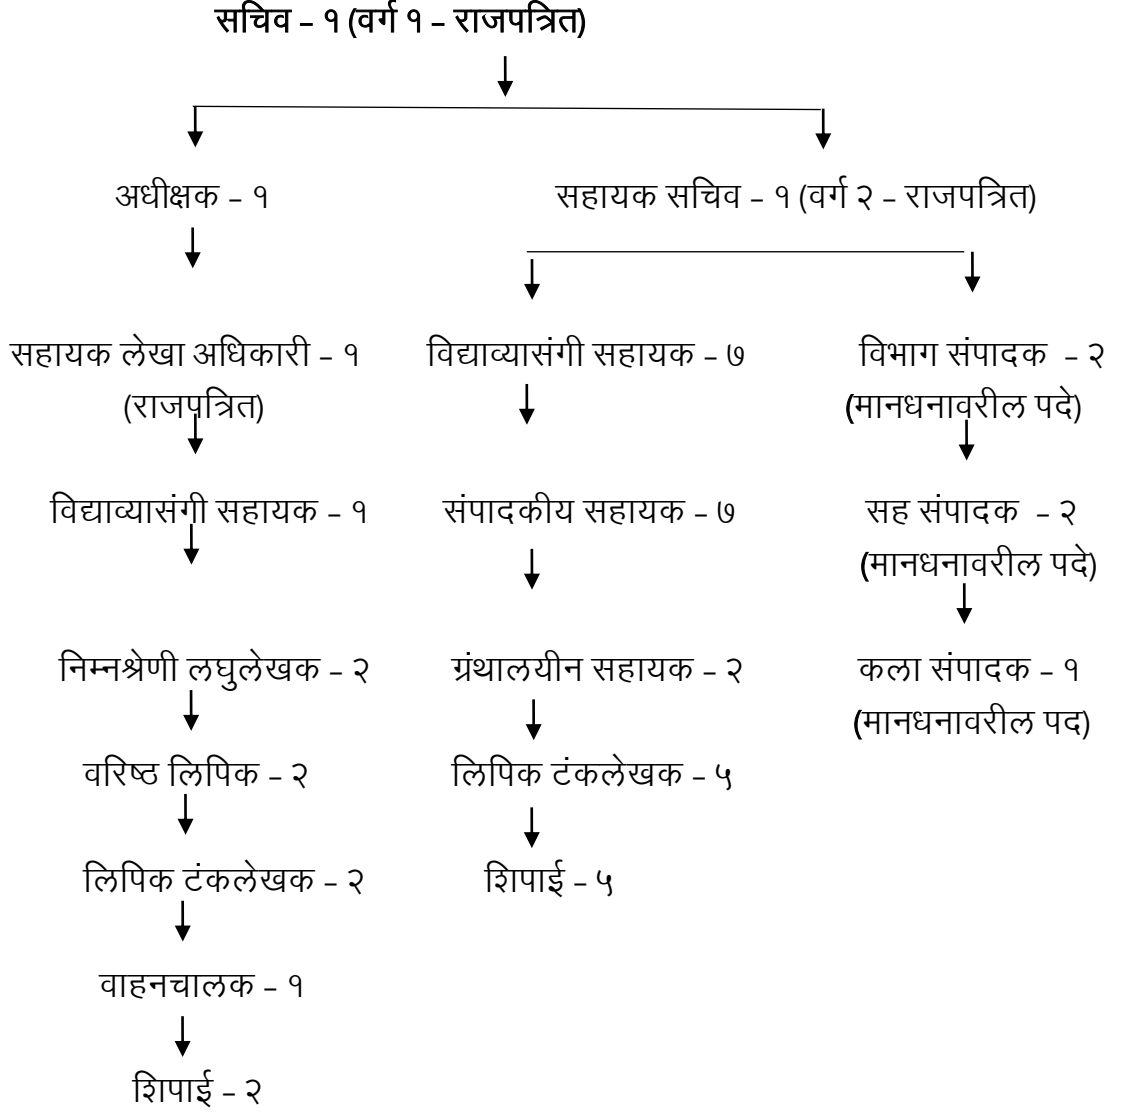 सचिव – १ (वर्ग १ – राजपत्रित)
अधीक्षक – १
सहायक सचिव – १ (वर्ग २ – राजपत्रित)
सहायक लेखा अधिकारी – १
विद्याव्यासंगी सहायक – ७
विभाग संपादक – २
(राजपत्रित)
(मानधनावरील पदे)
विद्याव्यासंगी सहायक – १
संपादकीय सहायक – ७
सह संपादक – २
(मानधनावरील पदे)
निम्नश्रेणी लघुलेखक – २
ग्रंथालयीन सहायक – २
कला संपादक – १
(मानधनावरील पद)
वरिष्ठ लिपिक – २
लिपिक टंकलेखक – ५
लिपिक टंकलेखक – २
शिपाई – ५
वाहनचालक – १
शिपाई – २